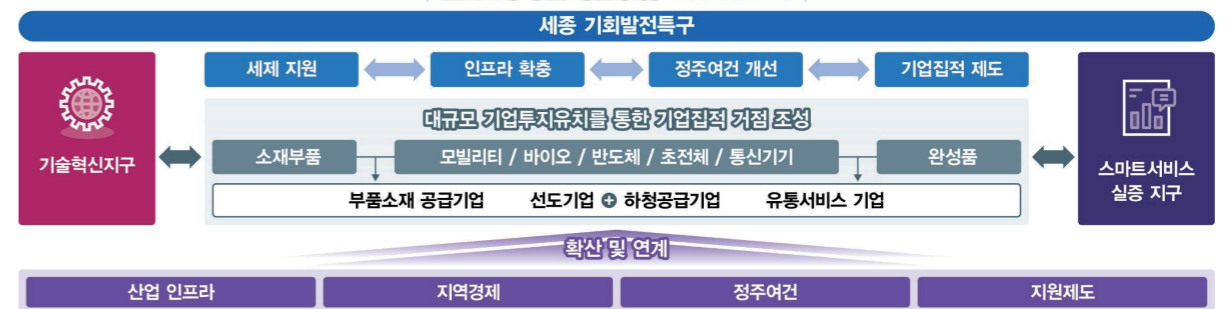 세종 기회발전특구
세제 지원 인프라 확충 정주여건 개선 기업집적 제도
대규모 기업투자유치를 통한 기업집적 거점 조성
기술혁신지구
소재부품 모빌리티 / 바이오 / 반도체 / 초전체 / 통신기기 완성품
스마트서비스
실증 지구
부품소재 공급기업 선도기업 + 하청공급기업 유통서비스 기업
확산 및 연계
산업 인프라 지역경제 정주여건 지원제도